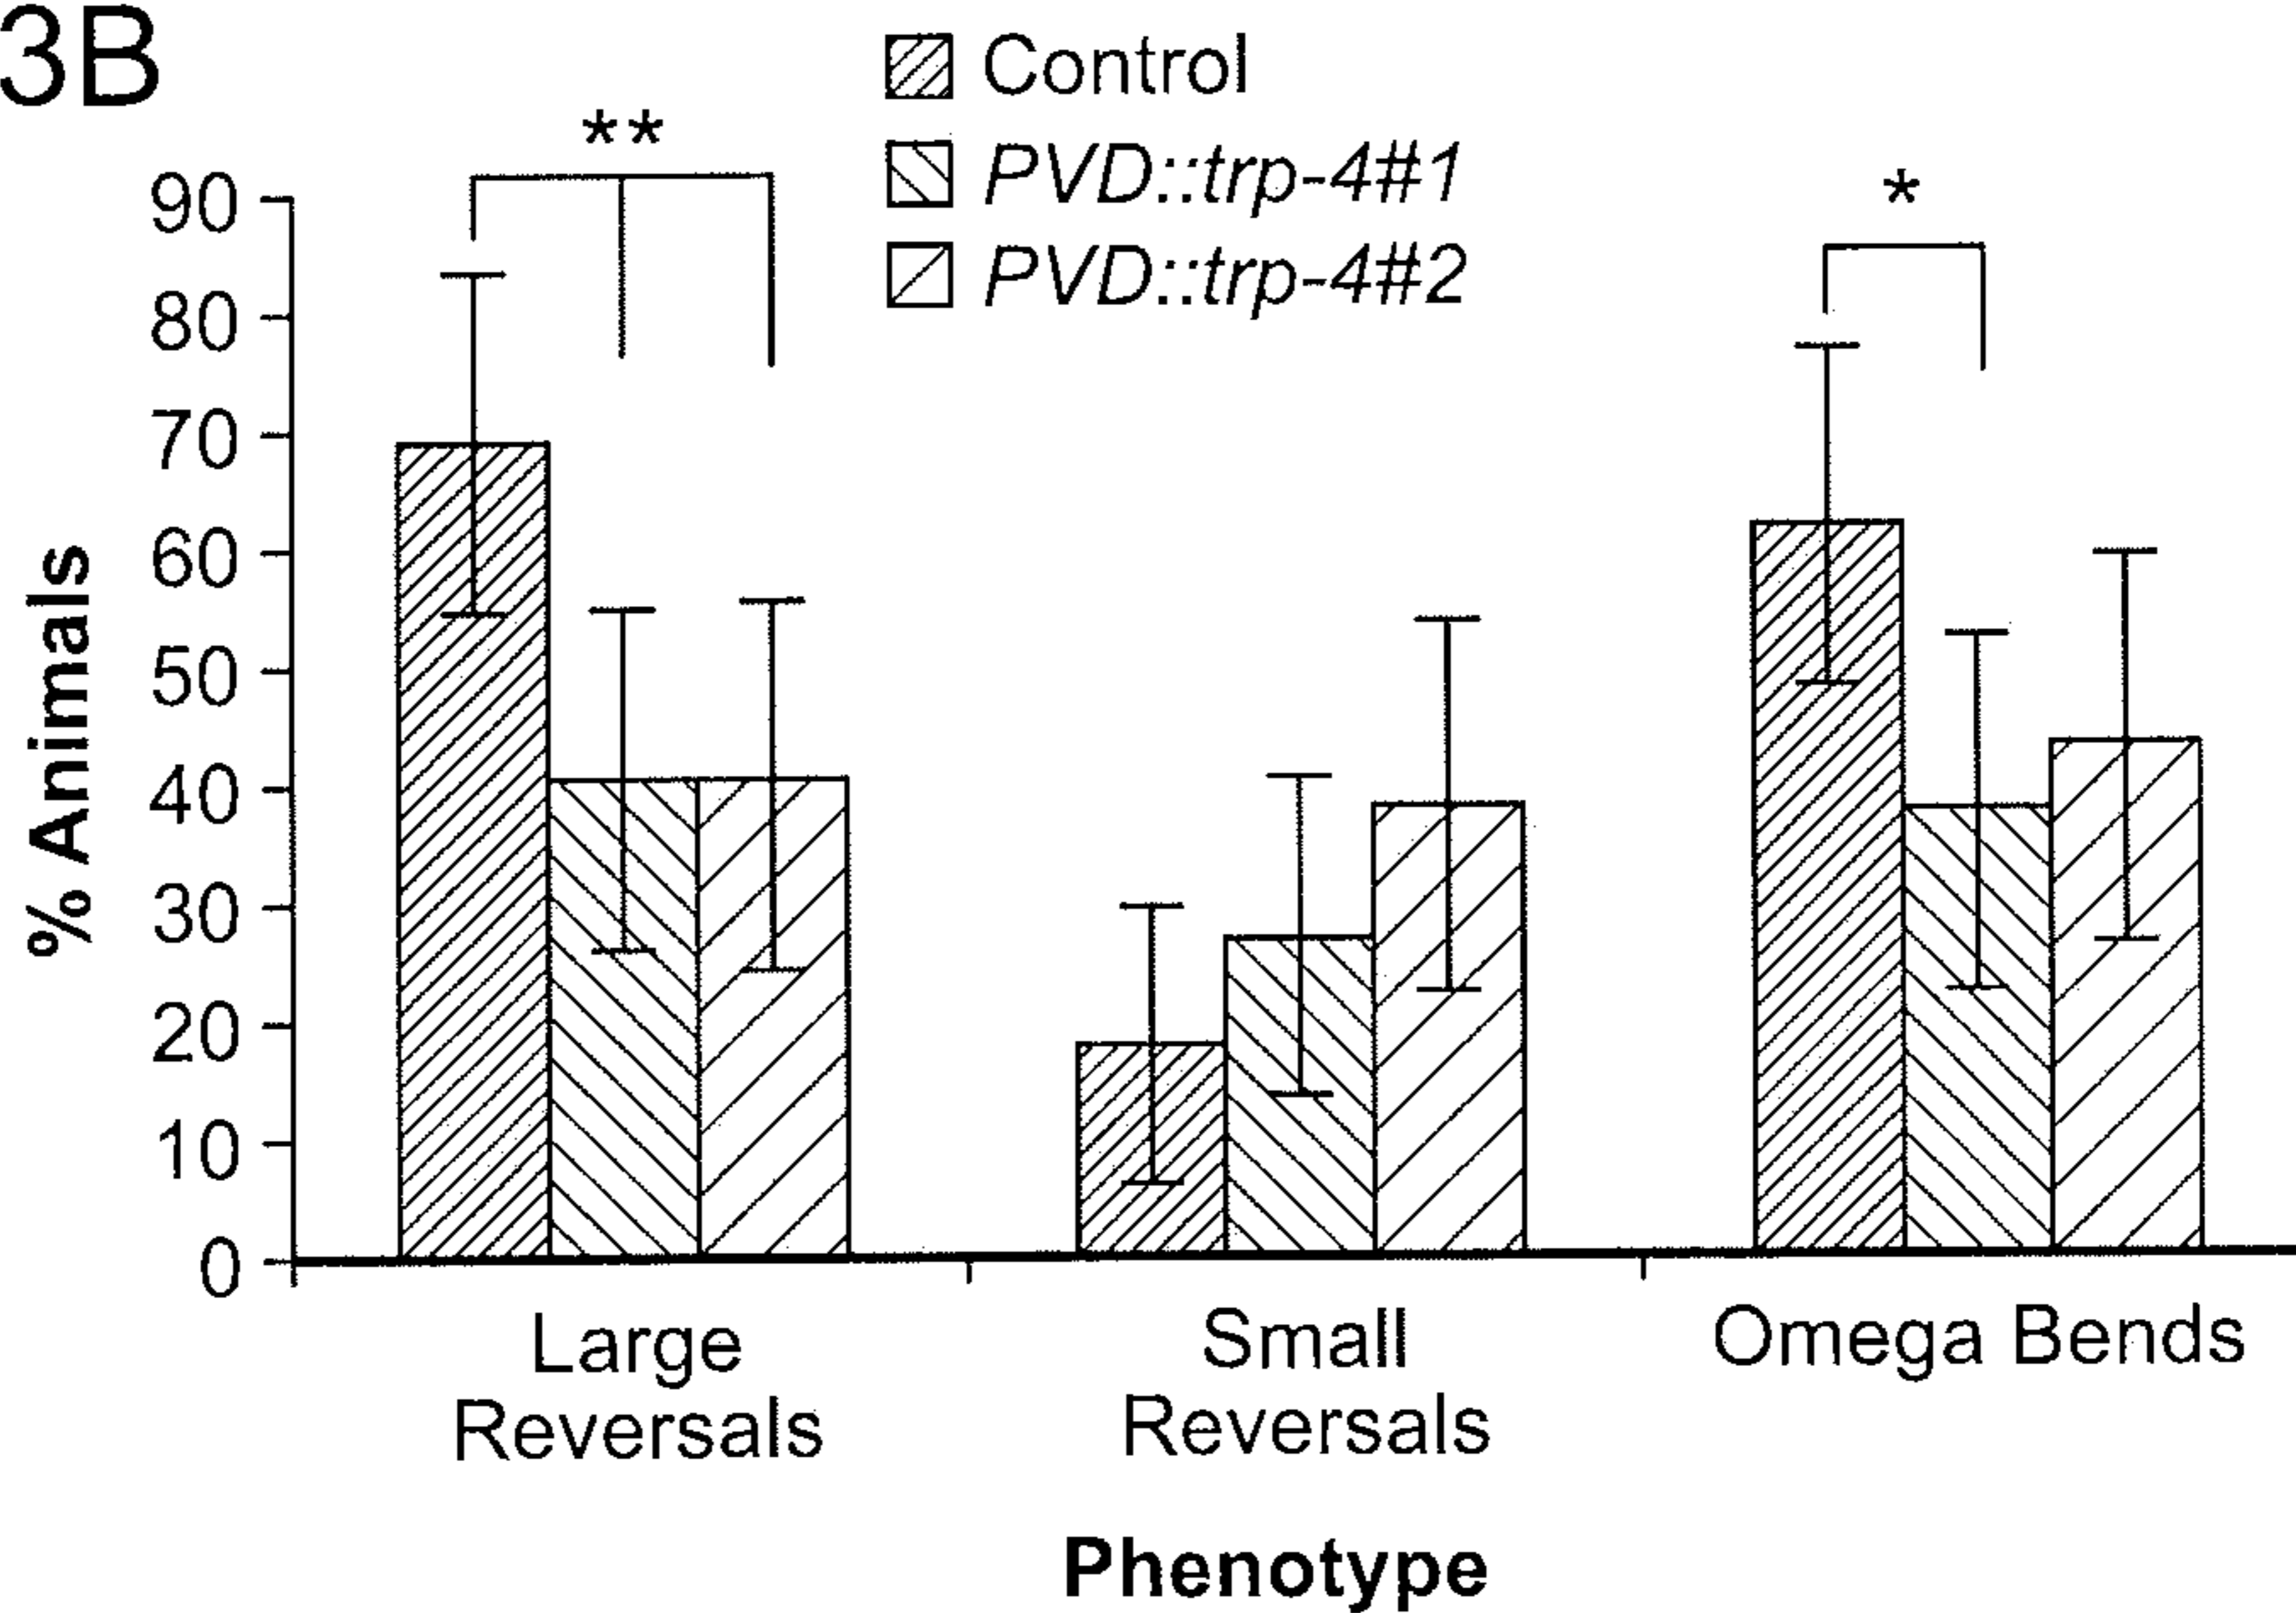 3B
Control
PVD::trp-4#1
PVD::trp-4#2
**
*
90
80
70
60
50
40
30
20
10
0
% Animals
Large
Reversals
Small
Reversals
Omega Bends
Phenotype